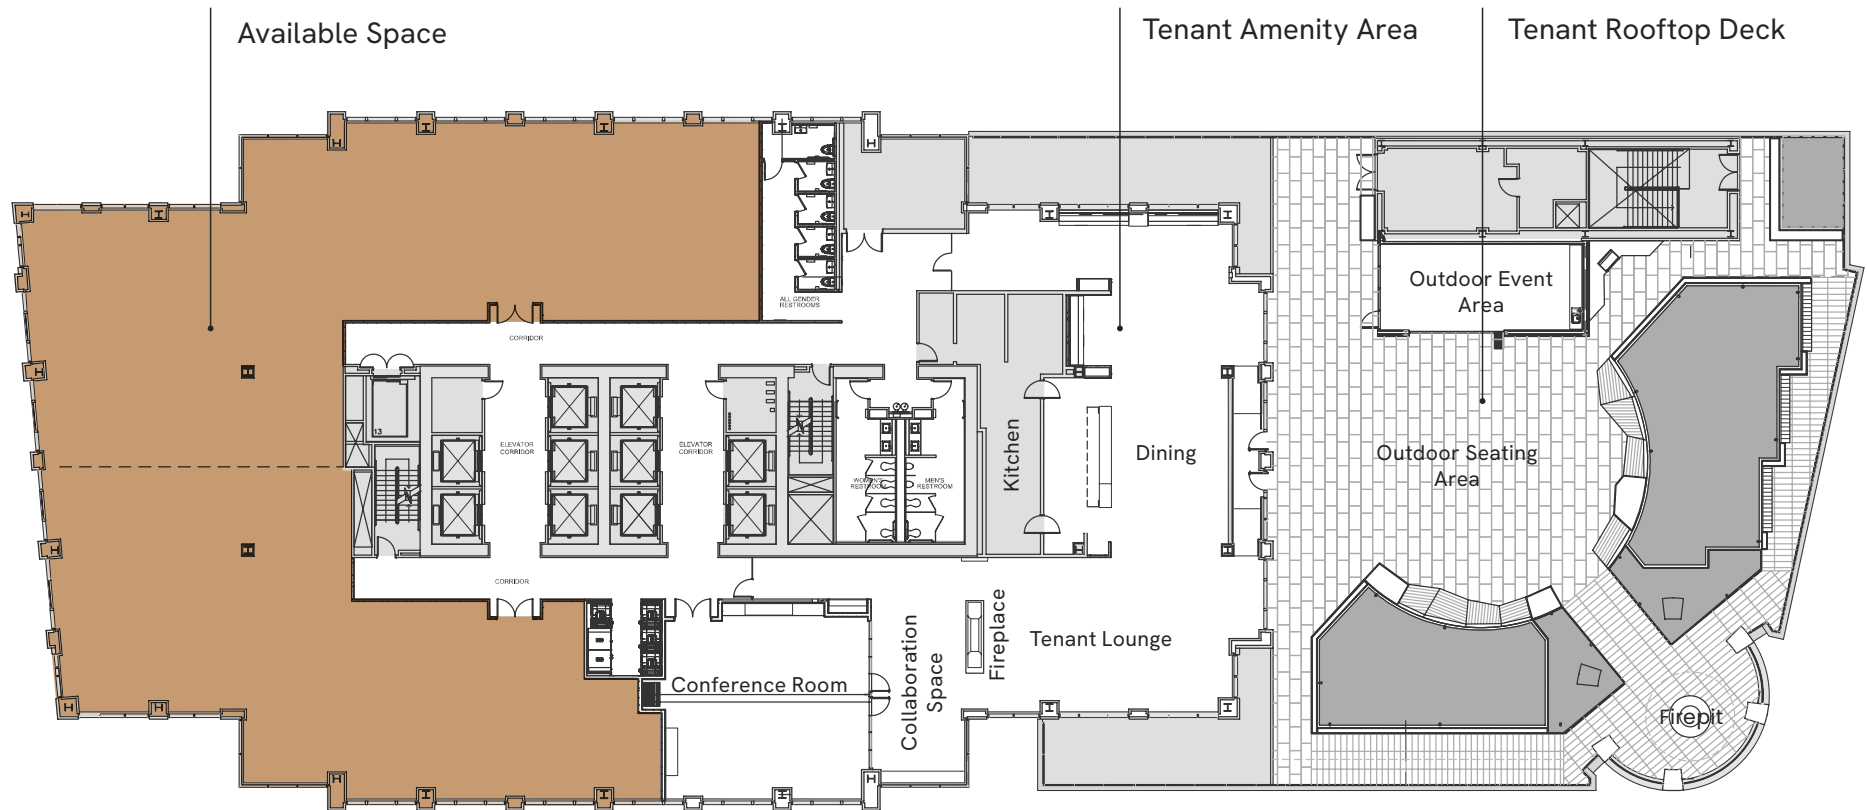 Available Space
Tenant Amenity Area
Tenant Rooftop Deck
ALL GENDER
RESTROOMS
Outdoor Event
Area
CORRIDOR
13
ELEVATOR
CORRIDOR
ELEVATOR
CORRIDOR
WOMEN'S
RESTROOM
MEN'S
RESTROOM
Kitchen
Dining
Outdoor Seating
Area
CORRIDOR
Conference Room
Collaboration
Space
Fireplace
Tenant Lounge
Firepit